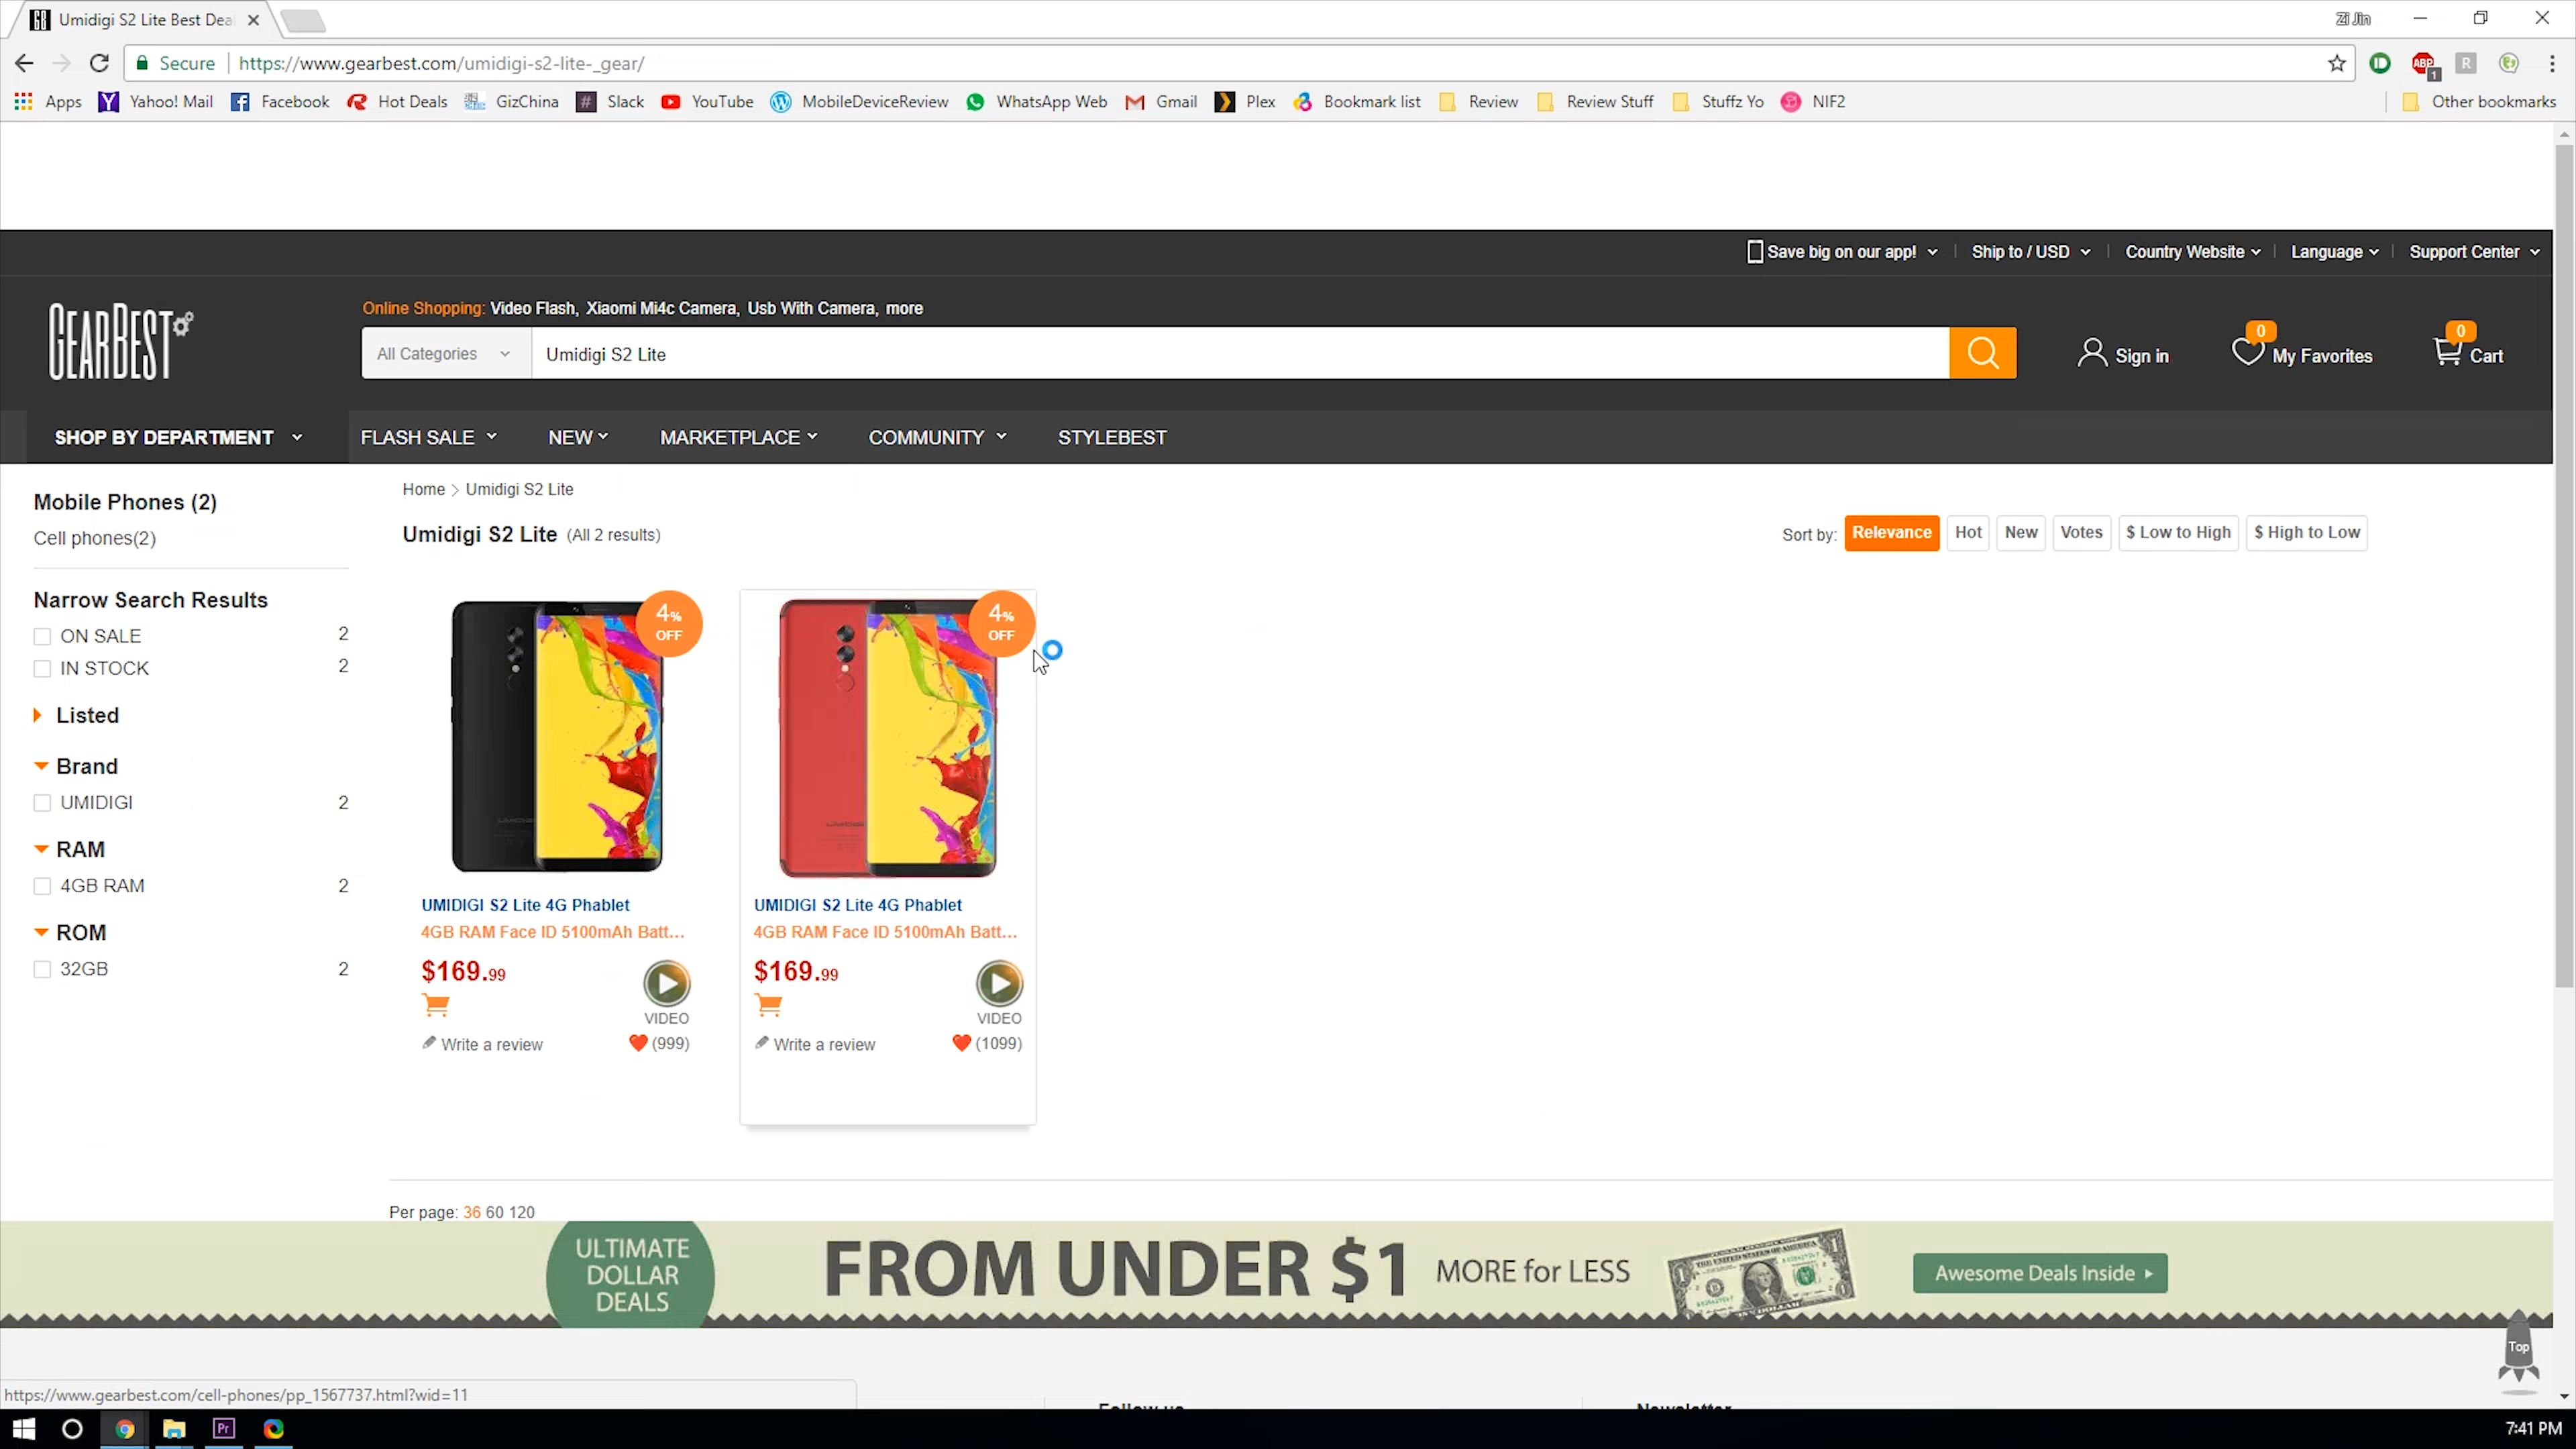 Umidigi S2 Lite Best Dea
Zi Jin
Secure https://www.gearbest.com/umidigi-s2-lite-_gear/
ABP 1 R
Apps Yahoo! Mail Facebook Hot Deals GizChina Slack YouTube MobileDeviceReview WhatsApp Web Gmail Plex Bookmark list Review Review Stuff Stuffz Yo NIF2 Other bookmarks
Save big on our app! Ship to / USD Country Website Language Support Center
GEARBEST
Online Shopping: Video Flash, Xiaomi Mi4c Camera, Usb With Camera, more
All Categories Umidigi S2 Lite
Sign in 0 My Favorites 0 Cart
SHOP BY DEPARTMENT FLASH SALE NEW MARKETPLACE COMMUNITY STYLEBEST
Mobile Phones (2)
Cell phones(2)
Narrow Search Results
ON SALE 2
IN STOCK 2
Listed
Brand
UMIDIGI 2
RAM
4GB RAM 2
ROM
32GB 2
Home > Umidigi S2 Lite
Umidigi S2 Lite (All 2 results)
Sort by: Relevance Hot New Votes $ Low to High $ High to Low
4% OFF
UMIDIGI S2 Lite 4G Phablet
4GB RAM Face ID 5100mAh Batt...
$169.99
VIDEO
Write a review (999)
4% OFF
UMIDIGI S2 Lite 4G Phablet
4GB RAM Face ID 5100mAh Batt...
$169.99
VIDEO
Write a review (1099)
Per page: 36 60 120
ULTIMATE
DOLLAR
DEALS
FROM UNDER $1 MORE for LESS
Awesome Deals Inside
Top
https://www.gearbest.com/cell-phones/pp_1567737.html?wid=11
Follow us
Newsletter
Pr
7:41 PM